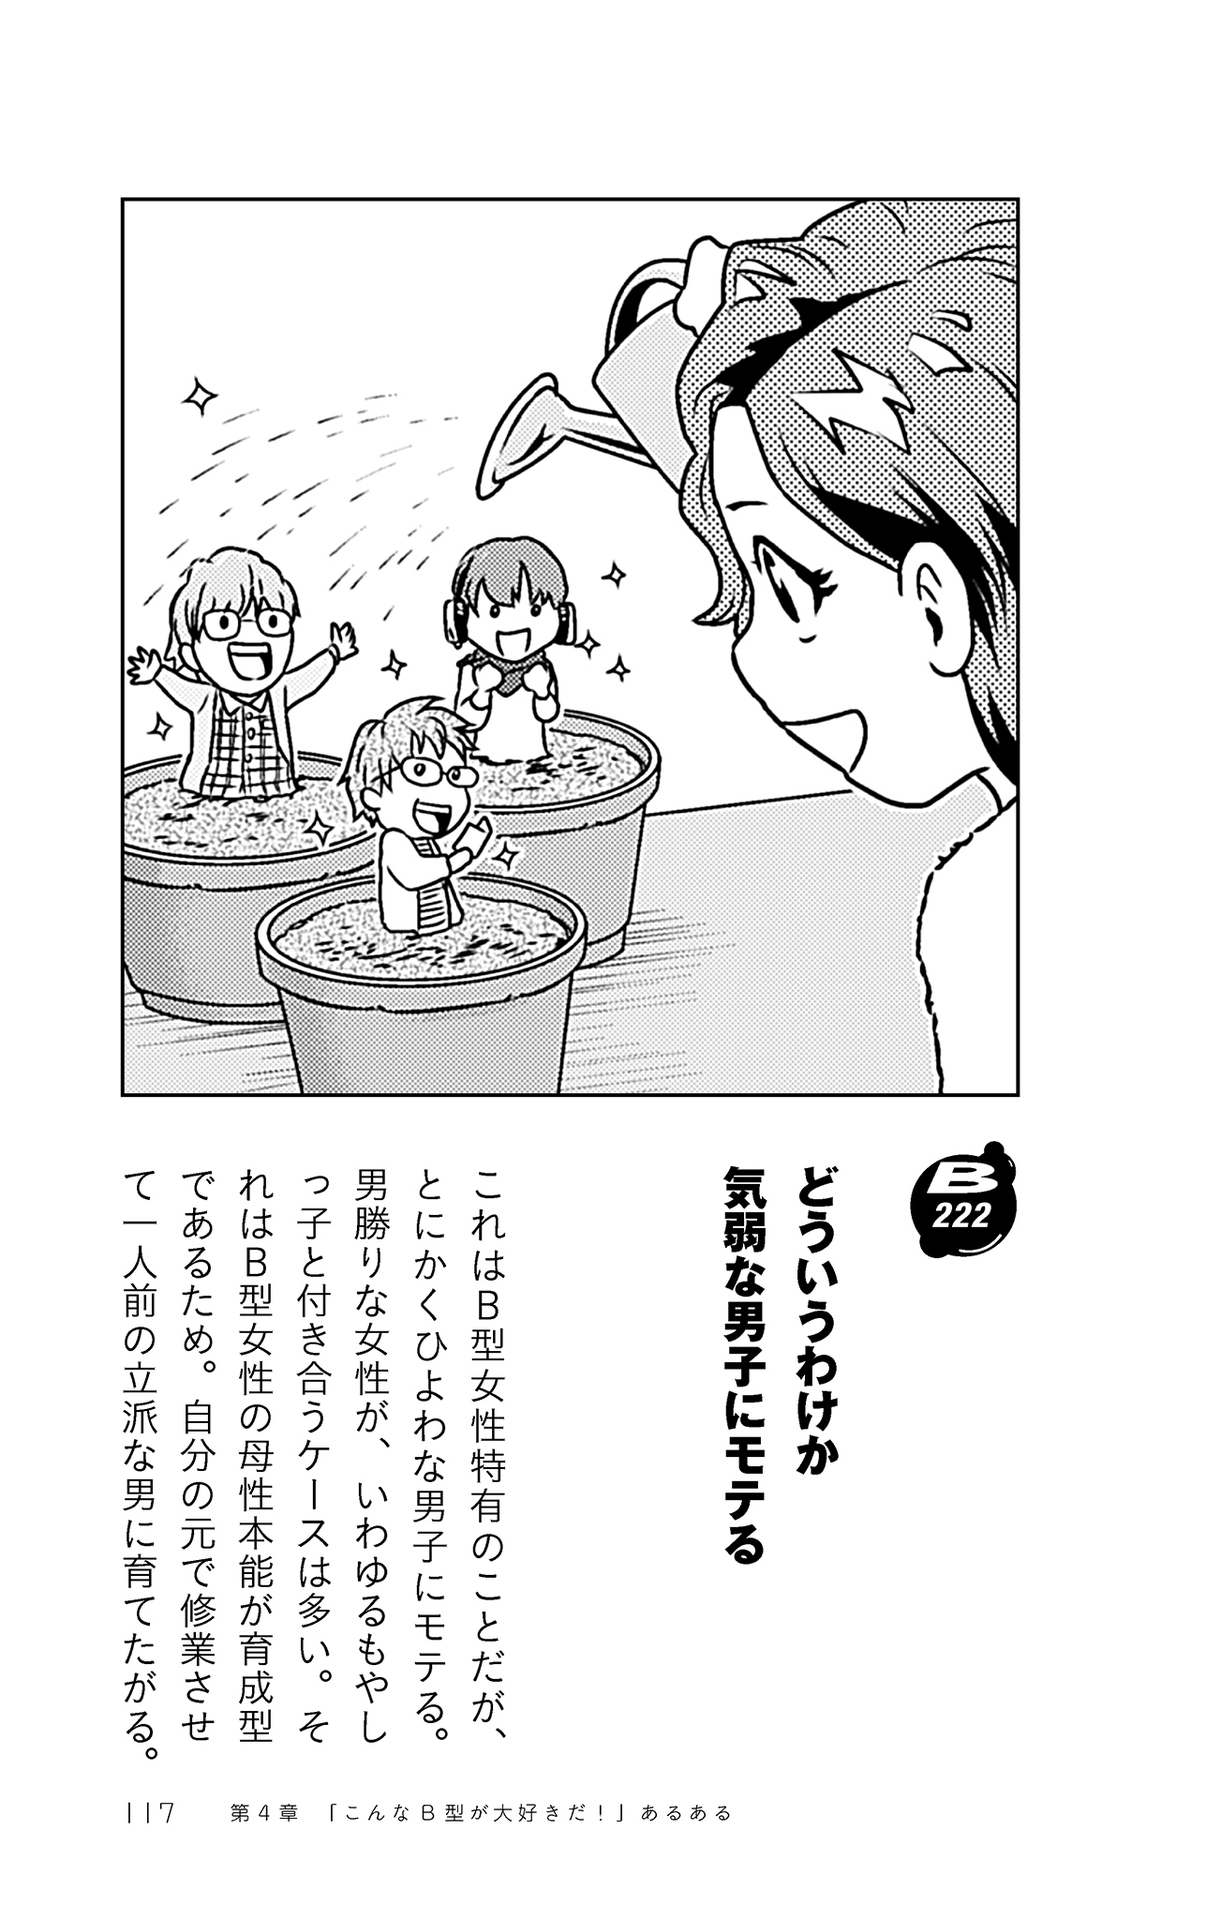 B
222
どういうわけか
気弱な男子にモテる
これはB型女性特有のことだが、
とにかくひよわな男子にモテる。
男勝りな女性が、いわゆるもやし
っ子と付き合うケースは多い。そ
れはB型女性の母性本能が育成型
であるため。自分の元で修業させ
て一人前の立派な男に育てたがる。
117 第4章 「こんなB型が大好きだ!」あるある